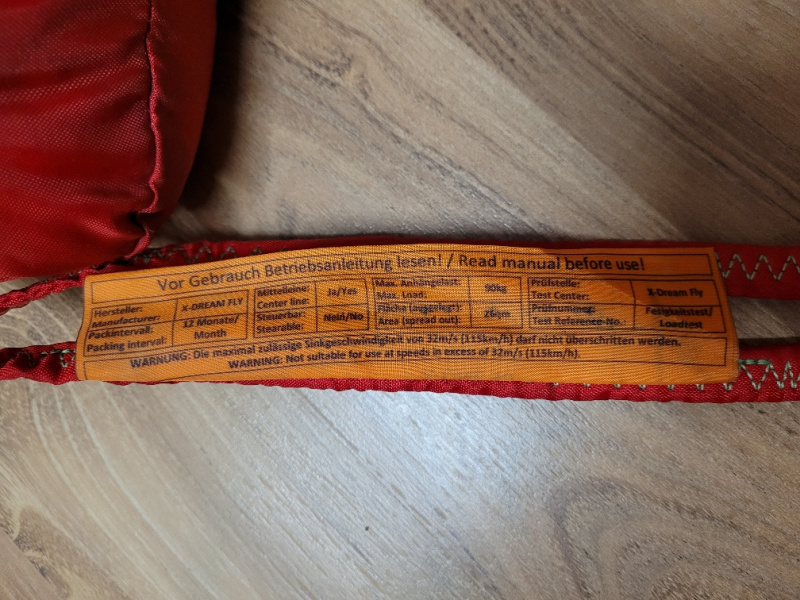 Vor Gebrauch Betriebsanleitung lesen! / Read manual before use!
Hersteller:
Manufacturer:
X-DREAM FLY
Mittelleine:
Center line:
Ja/Yes
Max. Anhängelast:
Max. Load:
90kg
Prüfstelle:
Test Center:
X-Dream Fly
Packintervall:
Packing interval:
12 Monate/
Month
Steuerbar:
Stearable:
Nein/No
Fläche (ausgelegt):
Area (spread out):
26qm
Prüfnummer:
Test Reference-No.:
Festigkeitstest/
Loadtest
WARNUNG: Die maximal zulässige Sinkgeschwindigkeit von 32m/s (115km/h) darf nicht überschritten werden.
WARNING: Not suitable for use at speeds in excess of 32m/s (115km/h).